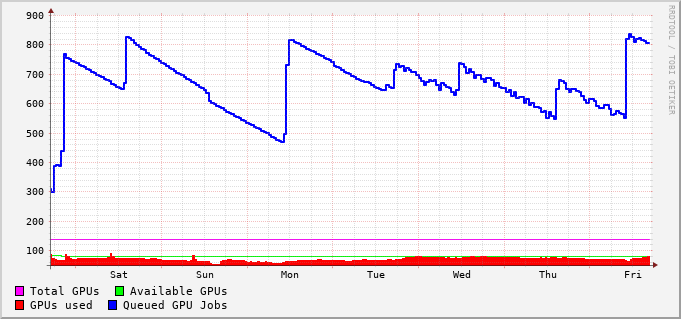 900
800
700
600
500
400
300
200
100
Sat Sun Mon Tue Wed Thu Fri
Total GPUs Available GPUs
GPUs used Queued GPU Jobs
RRDTOOL / TOBI OETIKER